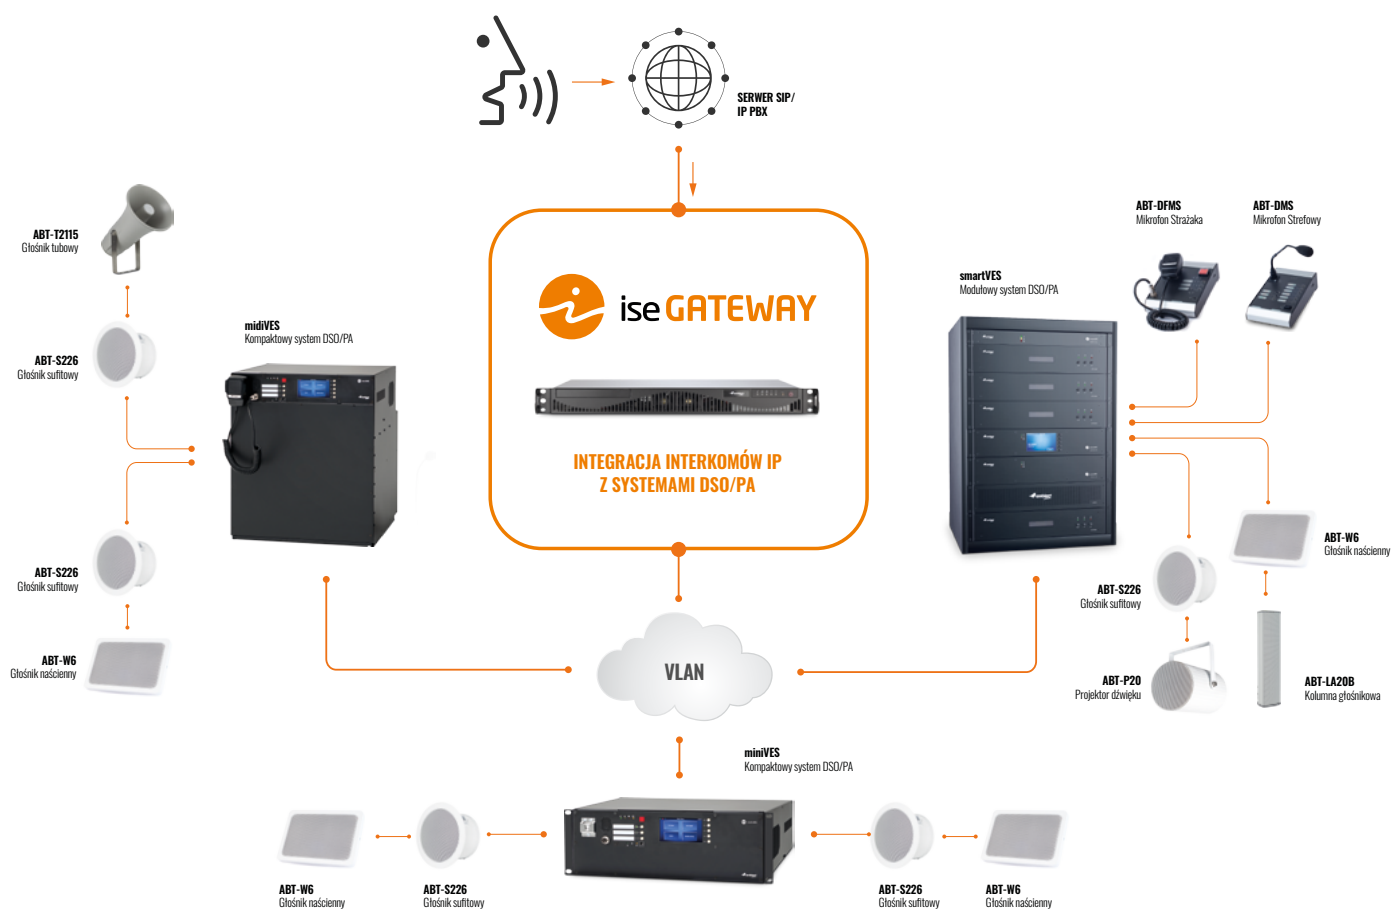 SERWER SIP/
IP PBX
ABT-T2115
Głośnik tubowy
ABT-S226
Głośnik sufitowy
midiVES
Kompaktowy system DSO/PA
ise GATEWAY
INTEGRACJA INTERKOMÓW IP
Z SYSTEMAMI DSO/PA
smartVES
Modułowy system DSO/PA
ABT-DFMS
Mikrofon Strażaka
ABT-DMS
Mikrofon Strefowy
ABT-S226
Głośnik sufitowy
ABT-W6
Głośnik naścienny
ABT-W6
Głośnik naścienny
ABT-S226
Głośnik sufitowy
ABT-P20
Projektor dźwięku
ABT-LA20B
Kolumna głośnikowa
VLAN
miniVES
Kompaktowy system DSO/PA
ABT-W6
Głośnik naścienny
ABT-S226
Głośnik sufitowy
ABT-S226
Głośnik sufitowy
ABT-W6
Głośnik naścienny